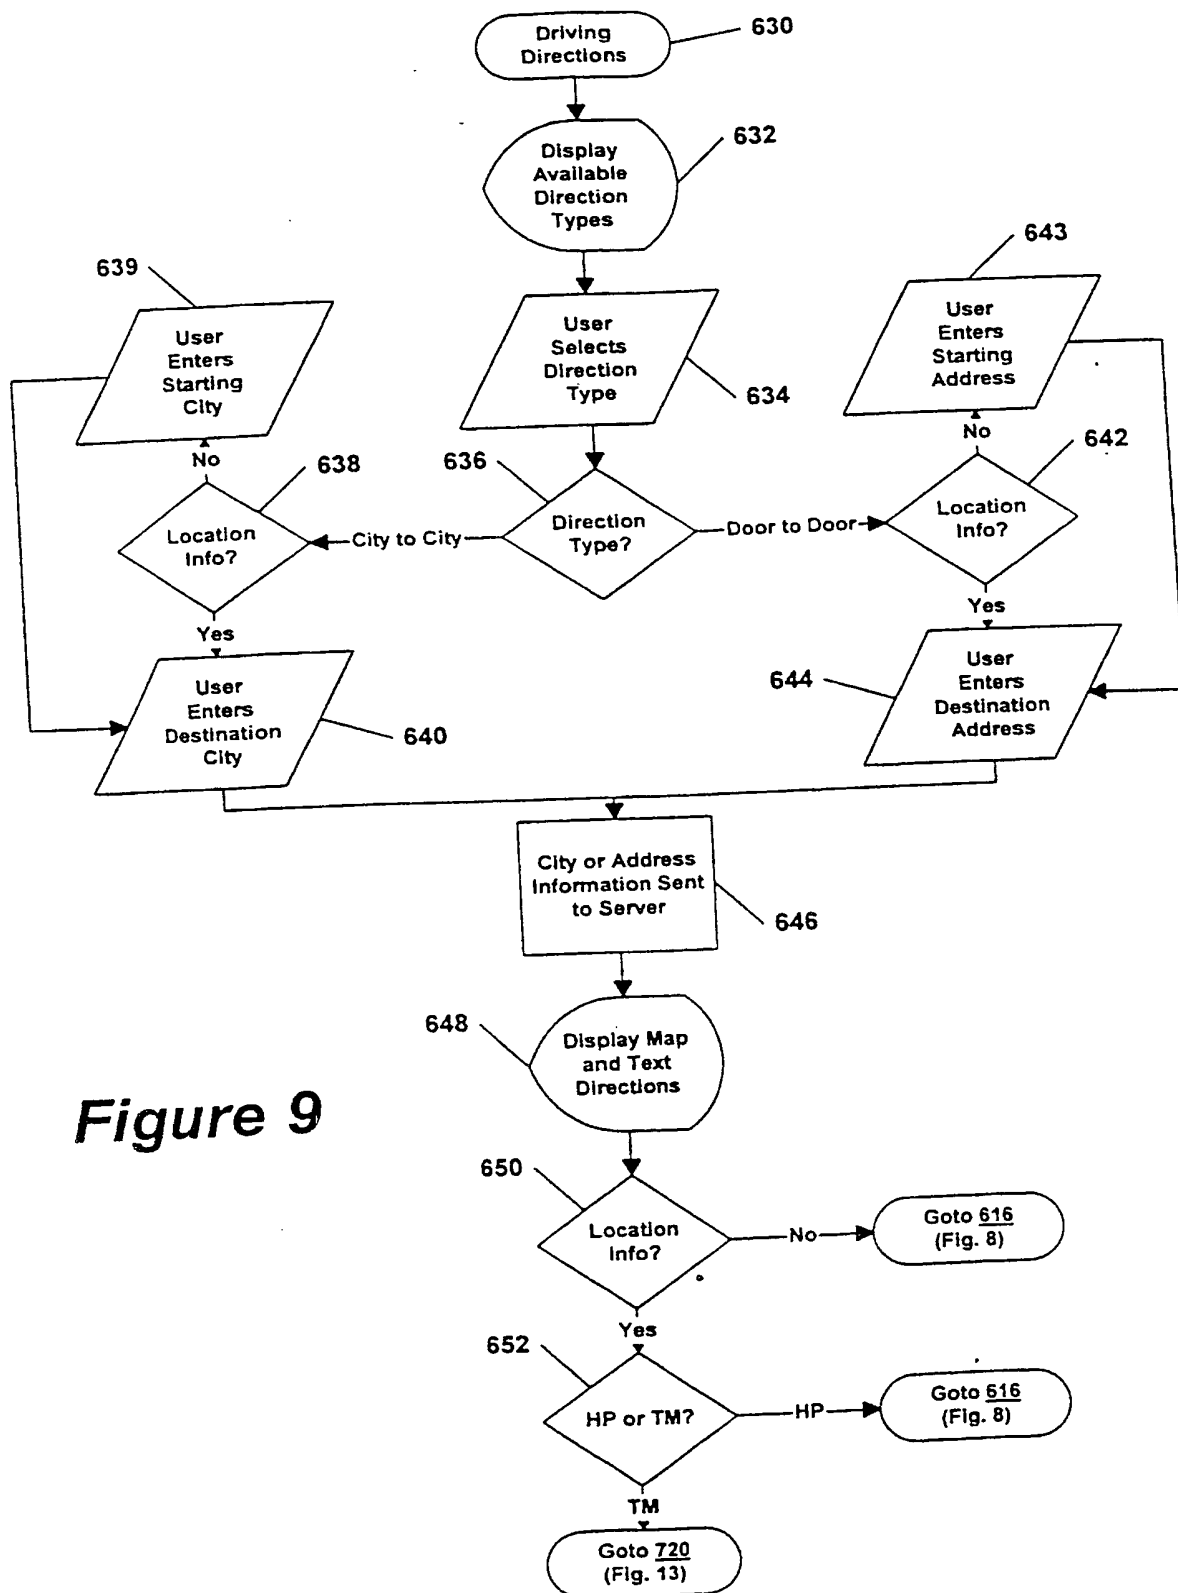 Driving
Directions
630
Display
Available
Direction
Types
632
639
User
Enters
Starting
City
User
Selects
Direction
Type
634
643
User
Enters
Starting
Address
No
638
636
No
642
Location
Info?
City to City
Direction
Type?
Door to Door
Location
Info?
Yes
Yes
User
Enters
Destination
City
640
644
User
Enters
Destination
Address
City or Address
Information Sent
to Server
646
648
Display Map
and Text
Directions
Figure 9
650
Location
Info?
No
Goto 616
(Fig. 8)
Yes
652
HP or TM?
HP
Goto 616
(Fig. 8)
TM
Goto 720
(Fig. 13)